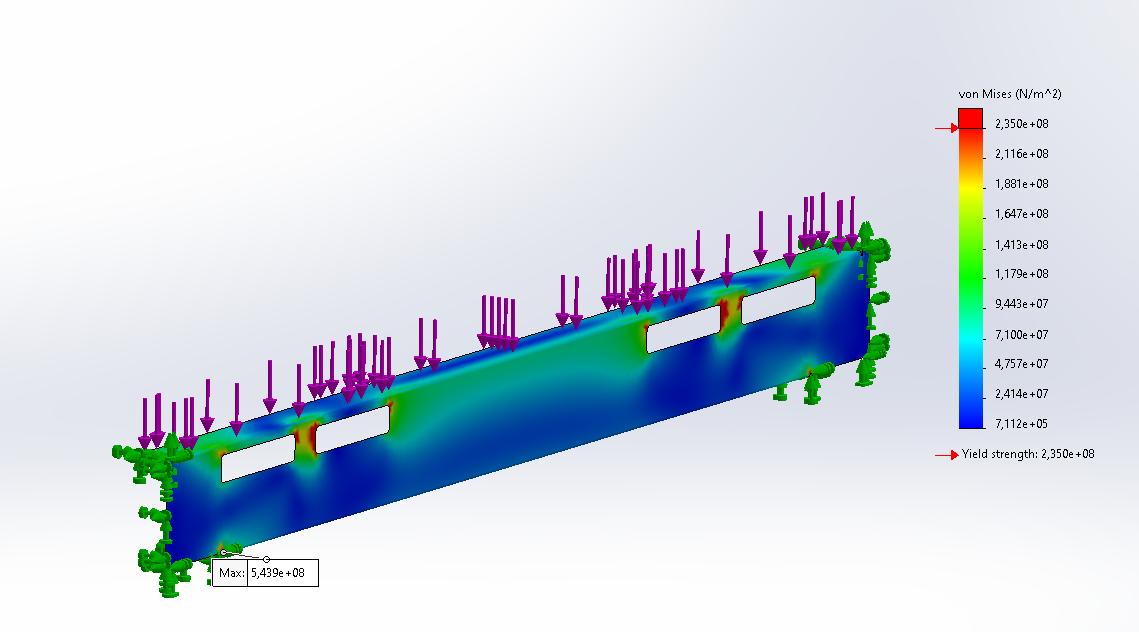 von Mises (N/m^2)
2,350e+08
2,116e+08
1,881e+08
1,647e+08
1,413e+08
1,179e+08
9,443e+07
7,100e+07
4,757e+07
2,414e+07
7,112e+05
Yield strength: 2,350e+08
Max: 5,439e+08